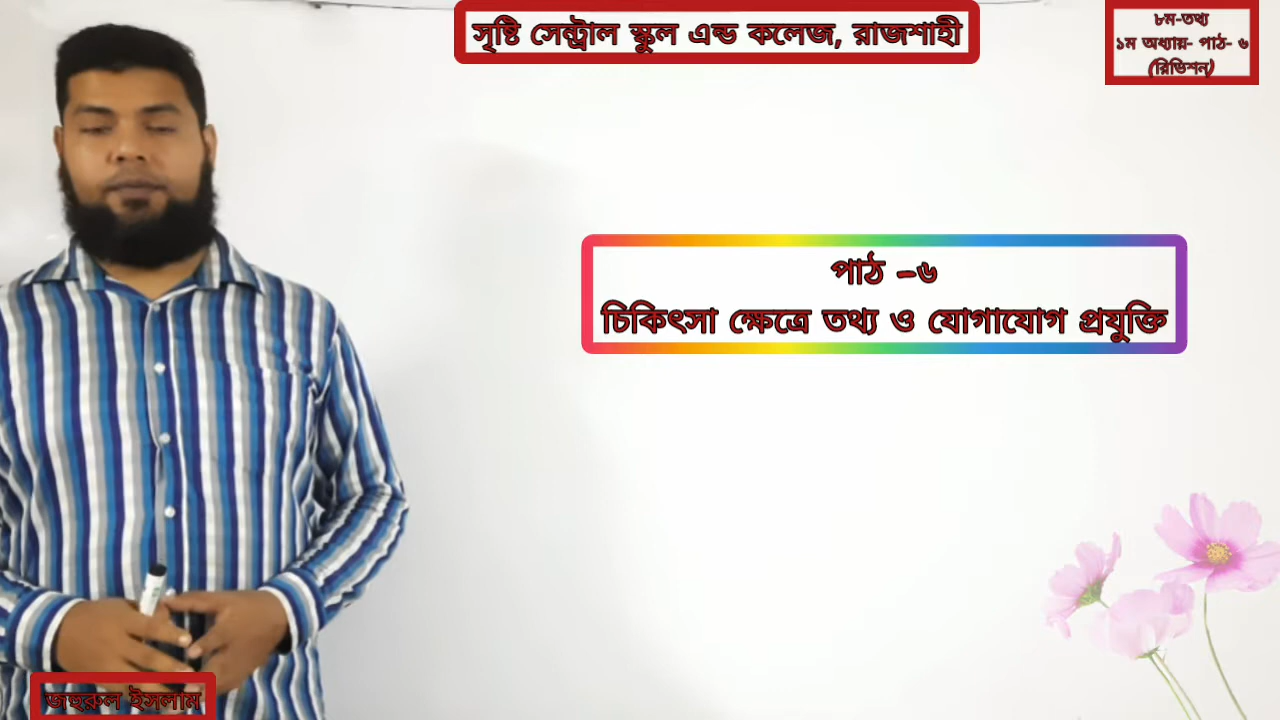 সৃষ্টি সেন্ট্রাল স্কুল এন্ড কলেজ, রাজশাহী
৮ম-তথ্য
১ম অধ্যায়- পাঠ- ৬
(রিভিশন)
পাঠ –৬
চিকিৎসা ক্ষেত্রে তথ্য ও যোগাযোগ প্রযুক্তি
জহুরুল ইসলাম